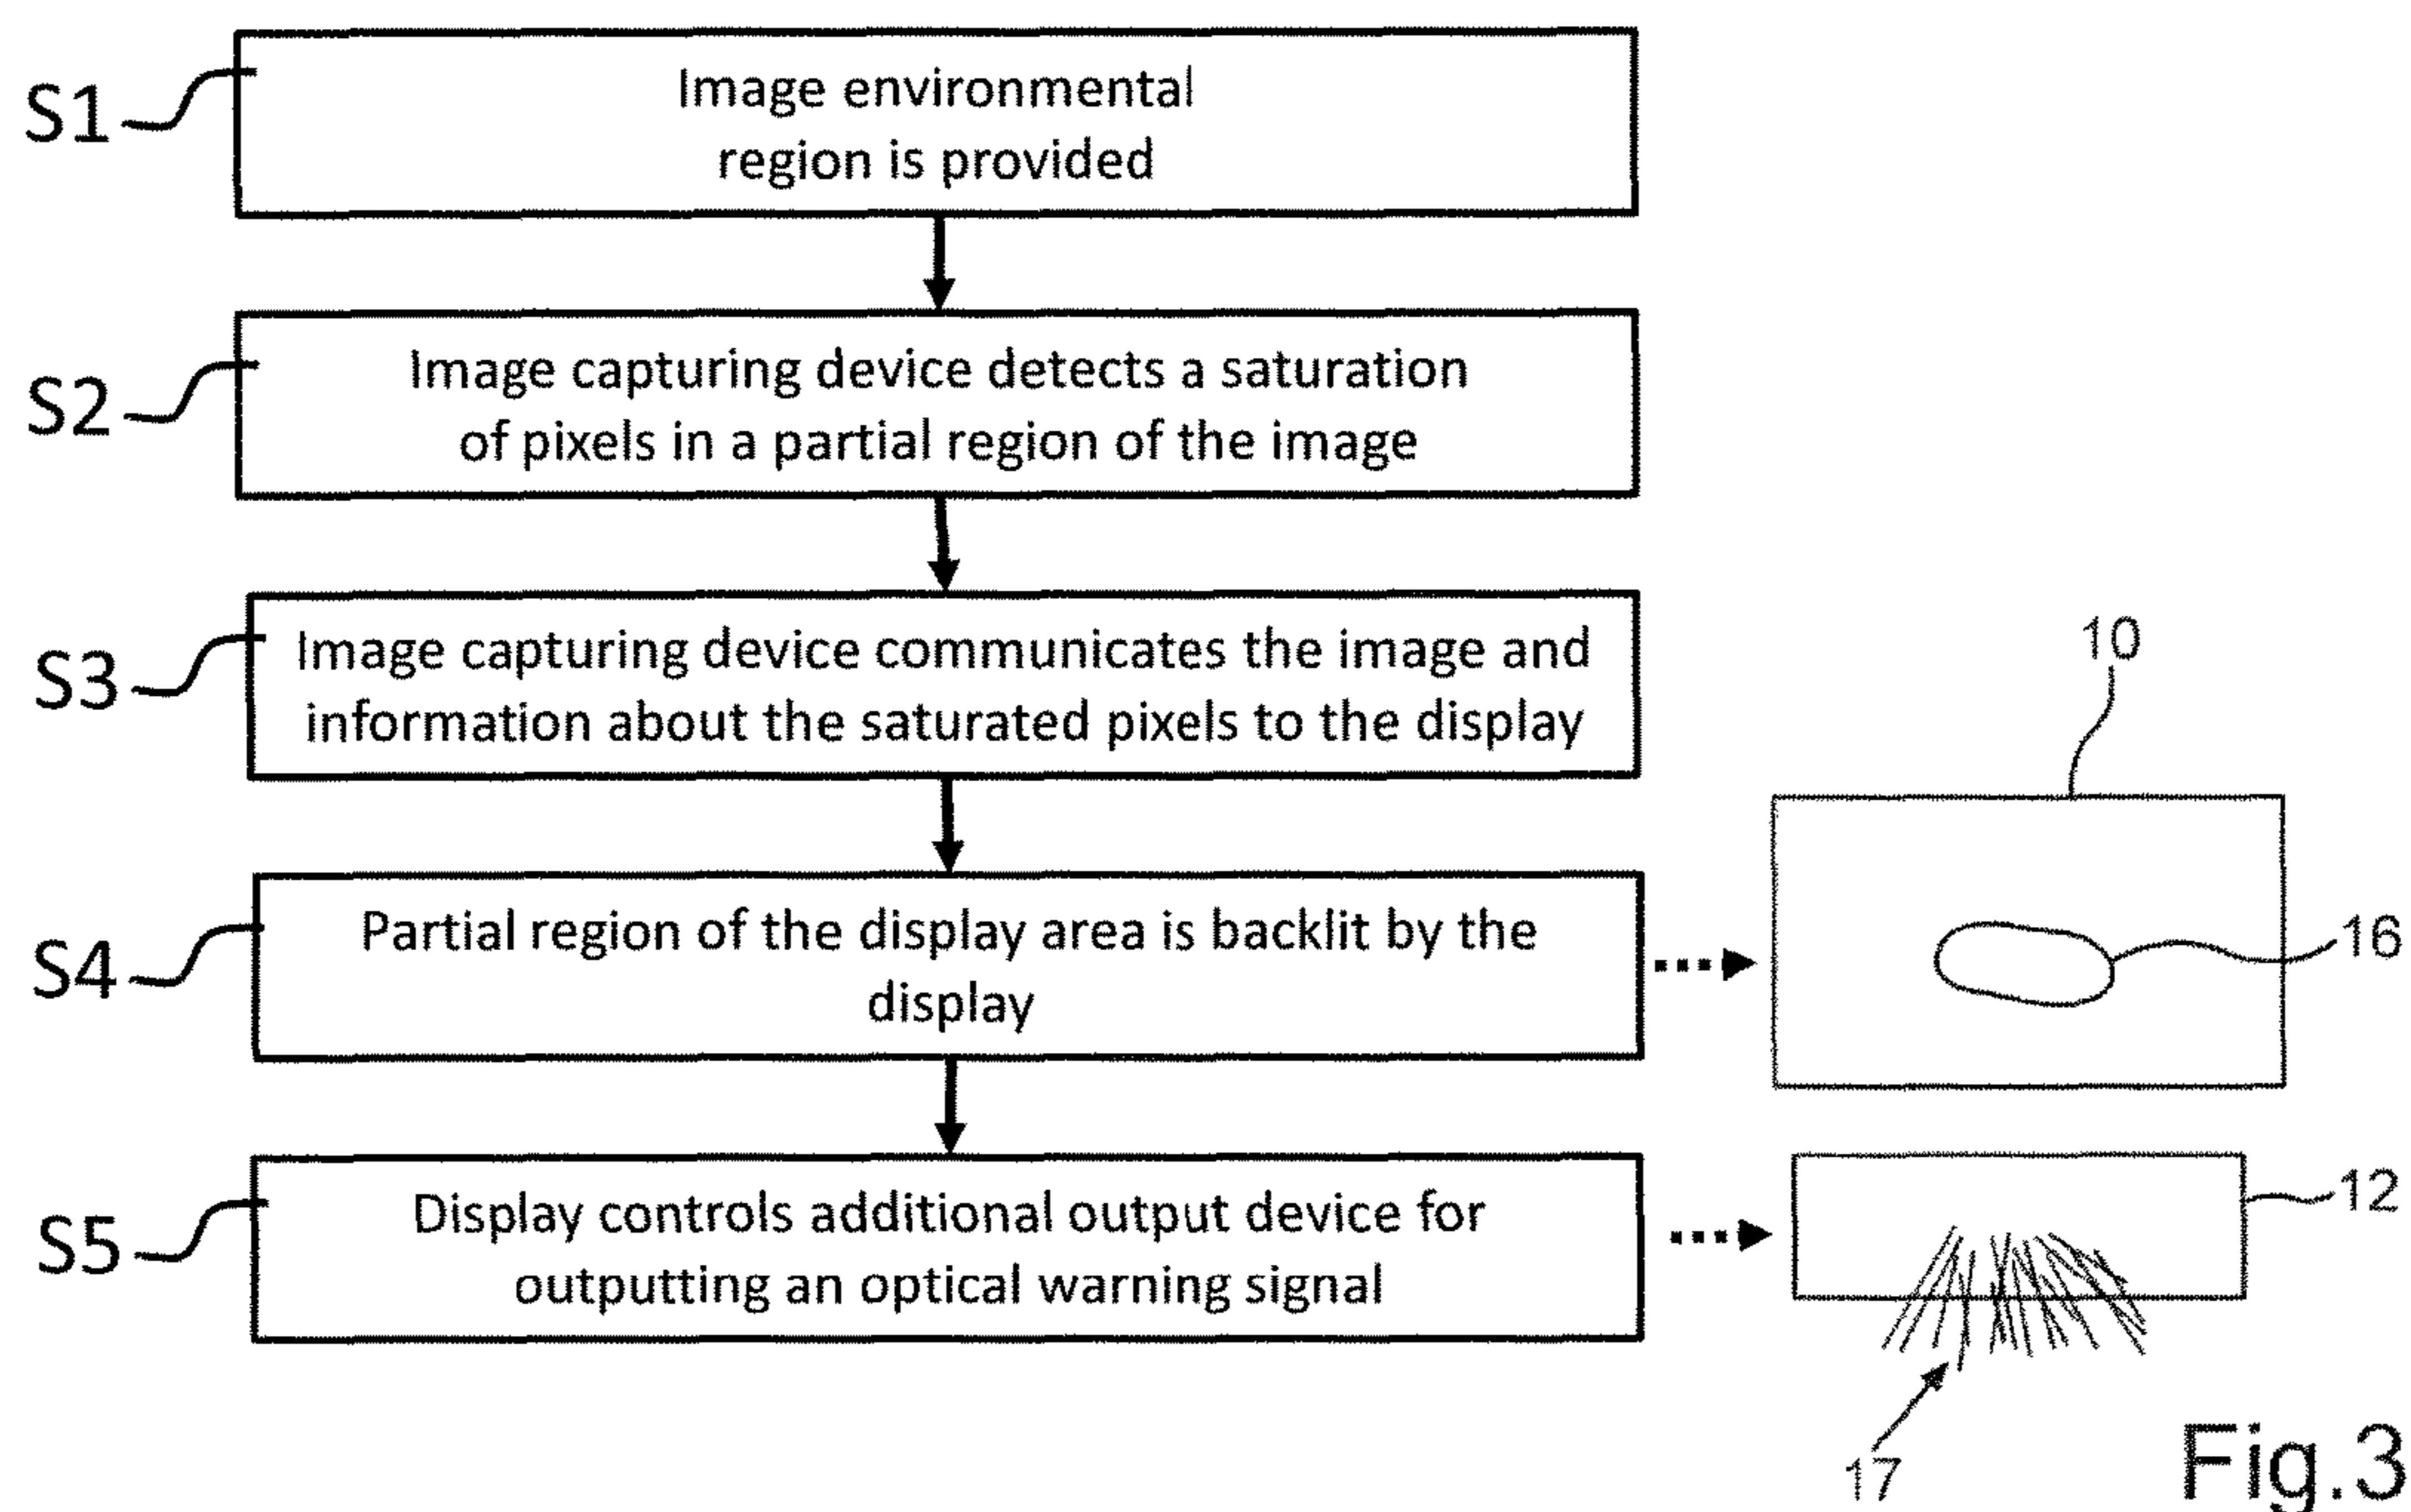 S1
Image environmental
region is provided
S2
Image capturing device detects a saturation
of pixels in a partial region of the image
S3
Image capturing device communicates the image and
information about the saturated pixels to the display
10
S4
Partial region of the display area is backlit by the
display
16
S5
Display controls additional output device for
outputting an optical warning signal
12
17
Fig.3